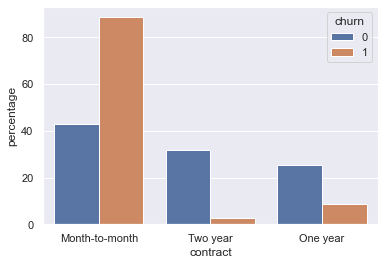 churn
0
1
percentage
80
60
40
20
0
Month-to-month
Two year
One year
contract